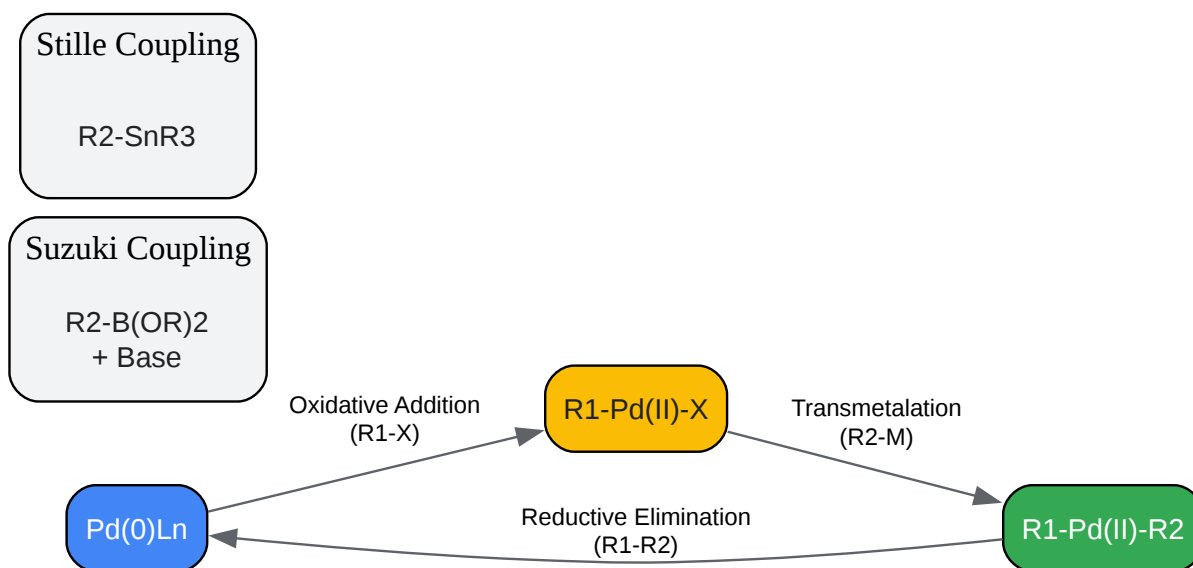 Stille Coupling
R2-SnR3
Suzuki Coupling
R2-B(OR)2
+ Base
Oxidative Addition
(R1-X)
R1-Pd(II)-X
Transmetalation
(R2-M)
Pd(0)Ln
Reductive Elimination
(R1-R2)
R1-Pd(II)-R2